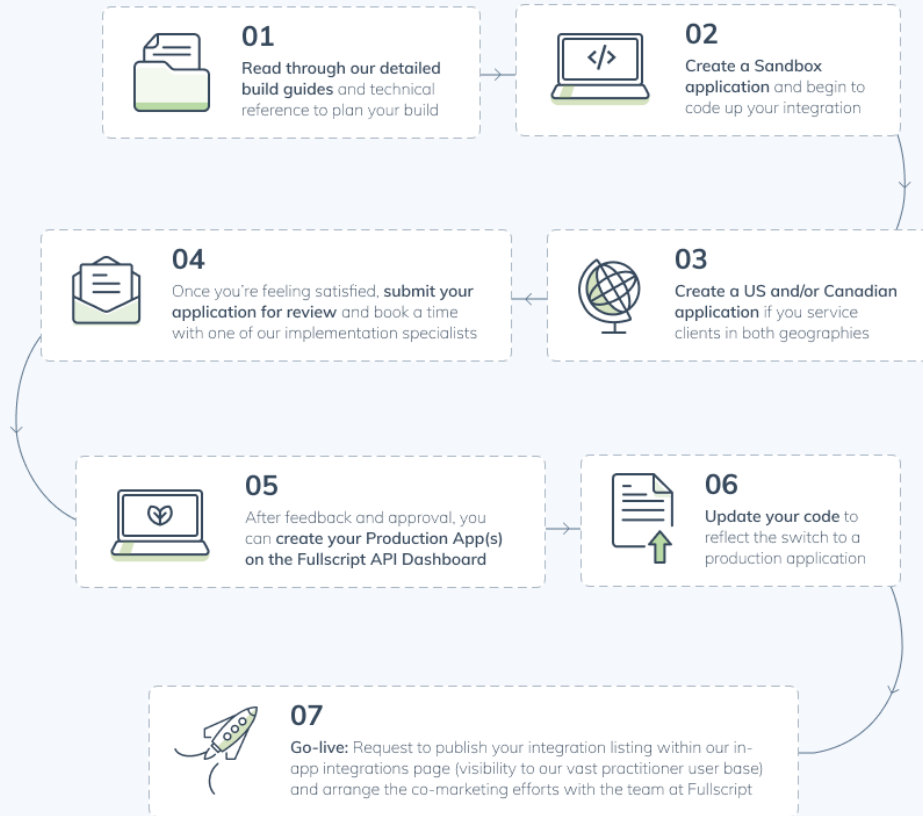 01
Read through our detailed
build guides and technical
reference to plan your build
02
Create a Sandbox
application and begin to
code up your integration
</>
03
Create a US and/or Canadian
application if you service
clients in both geographies
04
Once you're feeling satisfied, submit your
application for review and book a time
with one of our implementation specialists
05
After feedback and approval, you
can create your Production App(s)
on the Fullscript API Dashboard
06
Update your code to
reflect the switch to a
production application
07
Go-live: Request to publish your integration listing within our in-
app integrations page (visibility to our vast practitioner user base)
and arrange the co-marketing efforts with the team at Fullscript